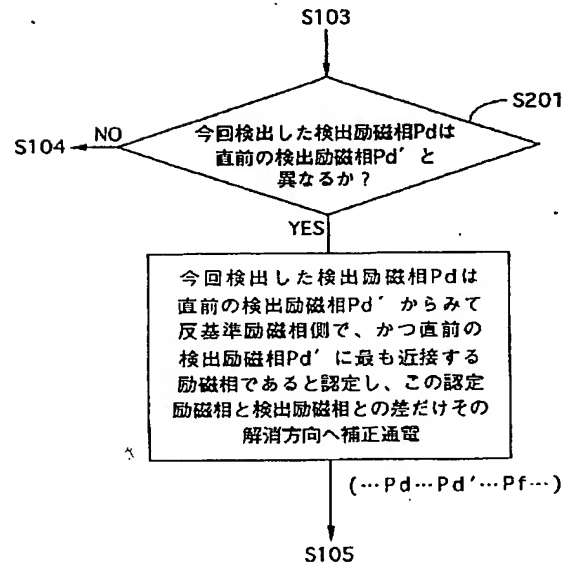 S103
S201
今回検出した検出励磁相Pdは
直前の検出励磁相Pd´と
異なるか?
NO
S104
YES
今回検出した検出励磁相Pdは
直前の検出励磁相Pd´からみて
反基準励磁相側で、かつ直前の
検出励磁相Pd´に最も近接する
励磁相であると認定し、この認定
励磁相と検出励磁相との差だけその
解消方向へ補正通電
(…Pd…Pd´…Pf…)
S105